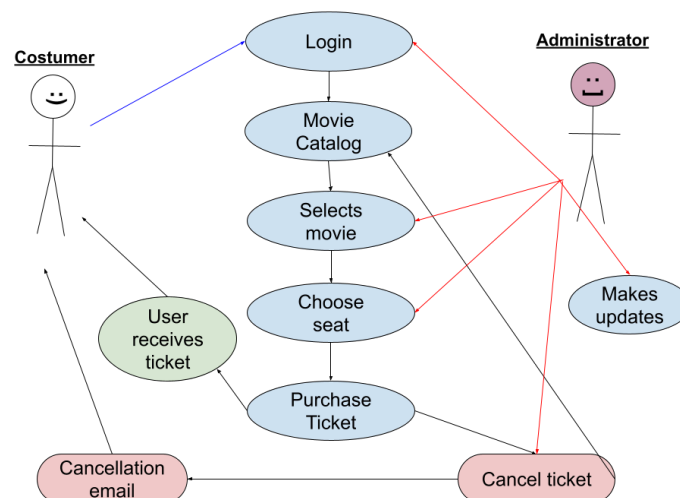 Login
Costumer
Administrator
Movie
Catalog
Selects
movie
Choose
seat
Makes
updates
User
receives
ticket
Purchase
Ticket
Cancellation
email
Cancel ticket